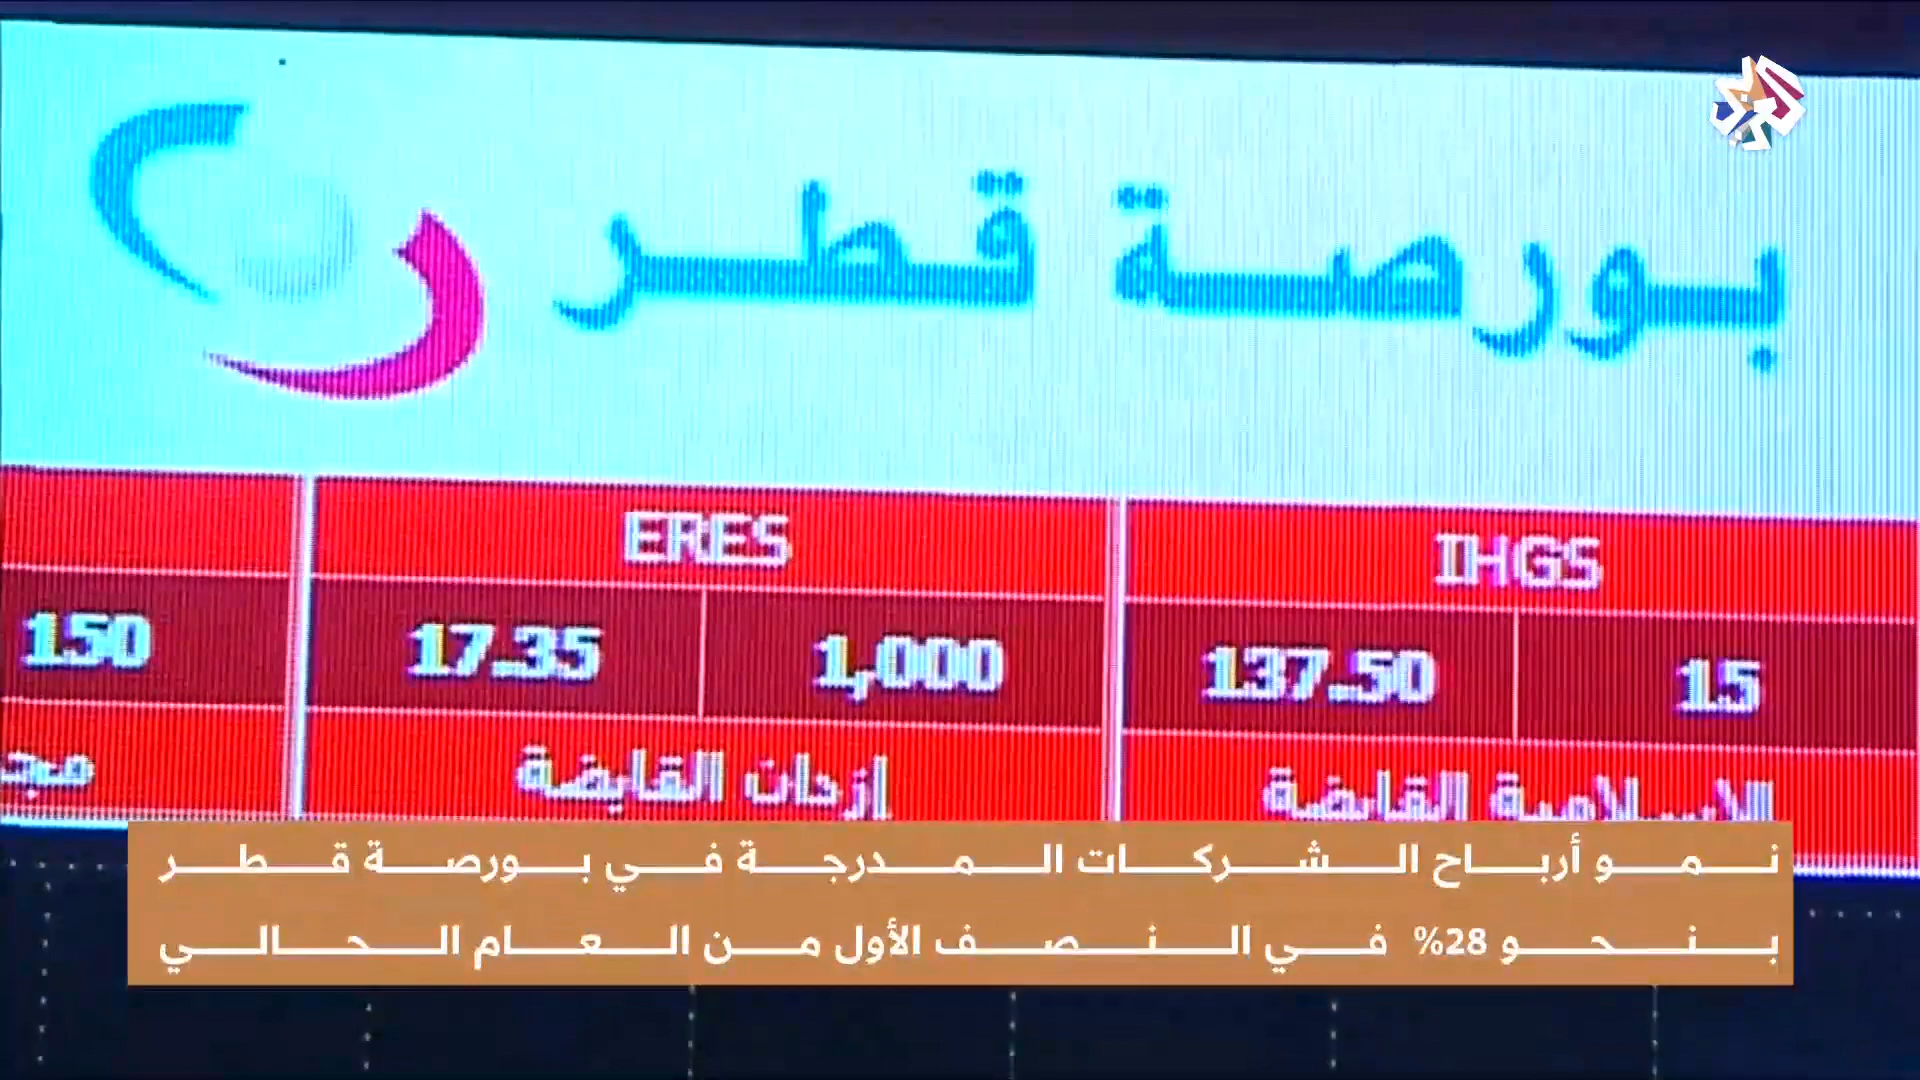 بورصة قطر
IHGS
ERES
15
137.50
1,000
17.35
150
الاسلامية القابضة
إزدان القابضة
نمو أرباح الشركات المدرجة في بورصة قطر
بنحو 28% في النصف الأول من العام الحالي